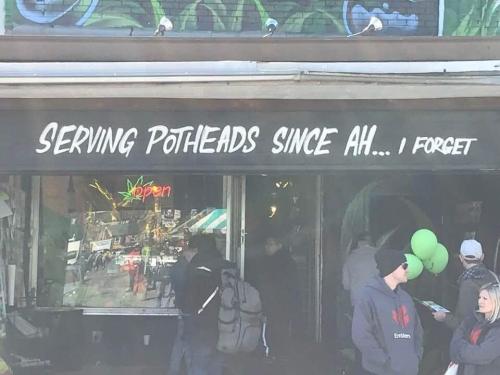 SERVING POTHEADS SINCE AH... I FORGET
open